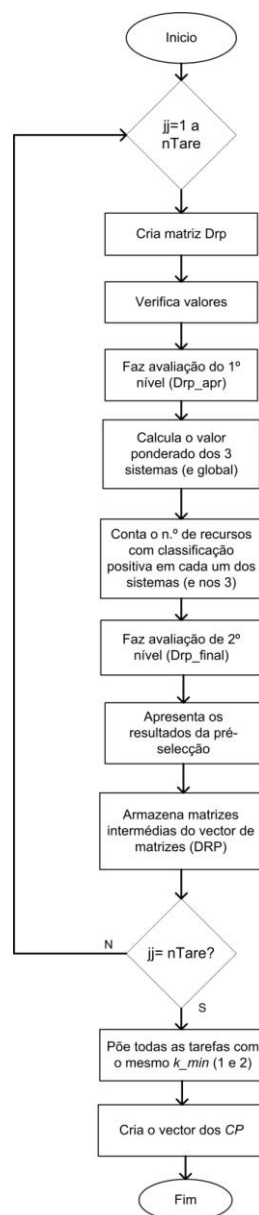 Inicio
jj=1 a
nTare
Cria matriz Drp
Verifica valores
Faz avaliação do 1º
nível (Drp_apr)
Calcula o valor
ponderado dos 3
sistemas (e global)
Conta o n.º de recursos
com classificação
positiva em cada um dos
sistemas (e nos 3)
Faz avaliação de 2º
nível (Drp_final)
Apresenta os
resultados da pré-
selecção
Armazena matrizes
intermédias do vector de
matrizes (DRP)
N
jj= nTare?
S
Põe todas as tarefas com
o mesmo k_min (1 e 2)
Cria o vector dos CP
Fim